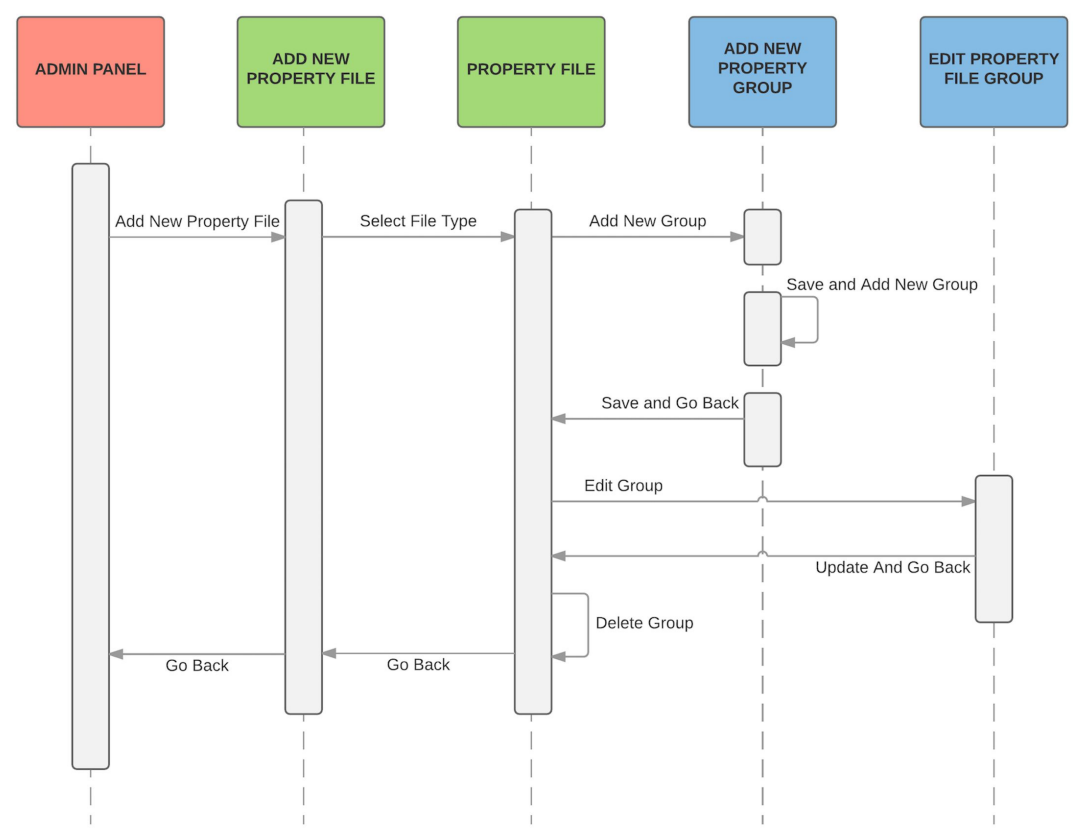 ADMIN PANEL
ADD NEW
PROPERTY FILE
PROPERTY FILE
ADD NEW
PROPERTY
GROUP
EDIT PROPERTY
FILE GROUP
Add New Property File
Select File Type
Add New Group
Save and Add New Group
Save and Go Back
Edit Group
Update And Go Back
Delete Group
Go Back
Go Back